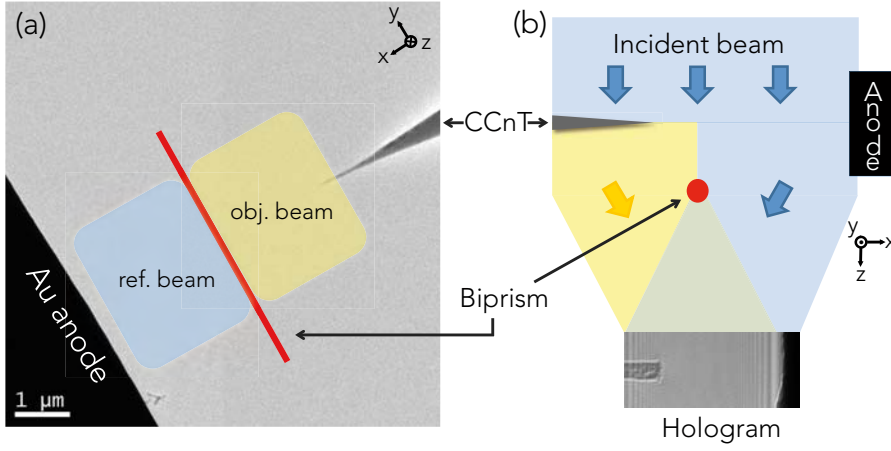 (a)
y
x
z
CCnT
obj. beam
ref. beam
Au anode
Biprism
1 µm
(b)
Incident beam
Anode
y
x
z
Hologram